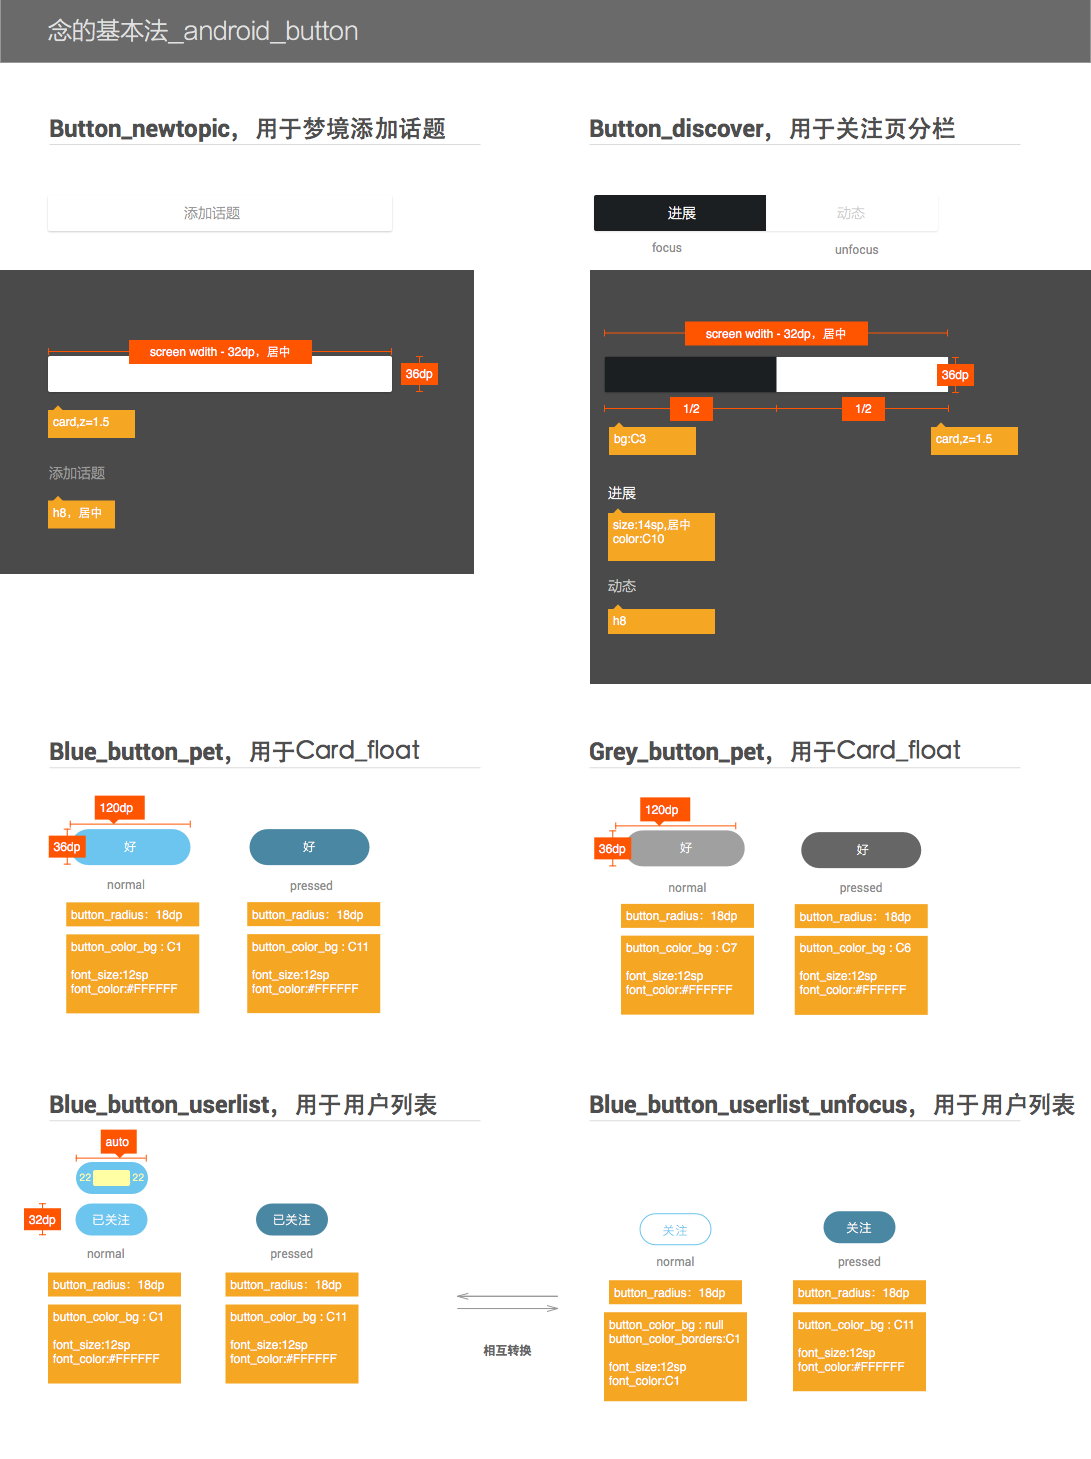 念的基本法_android_button
Button_newtopic，用于梦境添加话题
添加话题
screen wdith - 32dp，居中
36dp
card,z=1.5
添加话题
h8，居中
Button_discover，用于关注页分栏
进展
动态
focus
unfocus
screen wdith - 32dp，居中
36dp
1/2
1/2
bg:C3
card,z=1.5
进展
size:14sp,居中
color:C10
动态
h8
Blue_button_pet，用于Card_float
120dp
36dp
好
好
normal
pressed
button_radius：18dp
button_radius：18dp
button_color_bg : C1
font_size:12sp
font_color:#FFFFFF
button_color_bg : C11
font_size:12sp
font_color:#FFFFFF
Grey_button_pet，用于Card_float
120dp
36dp
好
好
normal
pressed
button_radius：18dp
button_radius：18dp
button_color_bg : C7
font_size:12sp
font_color:#FFFFFF
button_color_bg : C6
font_size:12sp
font_color:#FFFFFF
Blue_button_userlist，用于用户列表
auto
22
22
32dp
已关注
已关注
normal
pressed
button_radius：18dp
button_radius：18dp
button_color_bg : C1
font_size:12sp
font_color:#FFFFFF
button_color_bg : C11
font_size:12sp
font_color:#FFFFFF
相互转换
Blue_button_userlist_unfocus，用于用户列表
关注
关注
normal
pressed
button_radius：18dp
button_radius：18dp
button_color_bg : null
button_color_borders:C1
font_size:12sp
font_color:C1
button_color_bg : C11
font_size:12sp
font_color:#FFFFFF